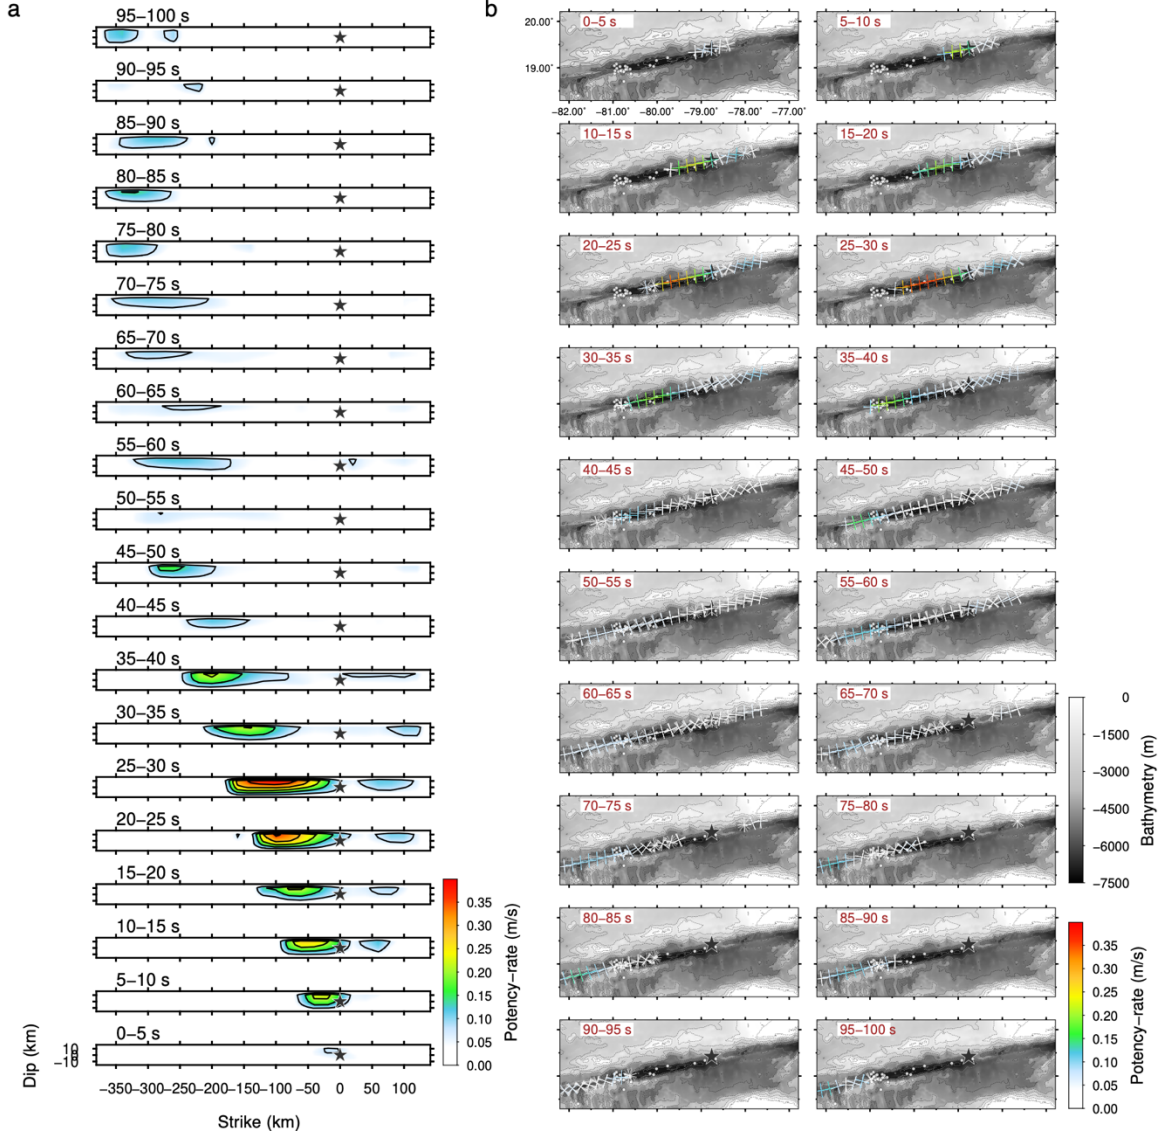 a
95–100 s
90–95 s
85–90 s
80–85 s
75–80 s
70–75 s
65–70 s
60–65 s
55–60 s
50–55 s
45–50 s
40–45 s
35–40 s
30–35 s
25–30 s
20–25 s
15–20 s
10–15 s
5–10 s
0–5 s
Dip (km)
10
−10
−350 −300 −250 −200 −150 −100 −50 0 50 100
Strike (km)
0.35
0.30
0.25
0.20
0.15
0.10
0.05
0.00
Potency−rate (m/s)
b
20.00˚
19.00˚
0−5 s
5−10 s
−82.00˚ −81.00˚ −80.00˚ −79.00˚ −78.00˚ −77.00˚
10−15 s
15−20 s
20−25 s
25−30 s
30−35 s
35−40 s
40−45 s
45−50 s
50−55 s
55−60 s
60−65 s
65−70 s
70−75 s
75−80 s
80−85 s
85−90 s
90−95 s
95−100 s
0
−1500
−3000
−4500
−6000
−7500
Bathymetry (m)
0.35
0.30
0.25
0.20
0.15
0.10
0.05
0.00
Potency−rate (m/s)